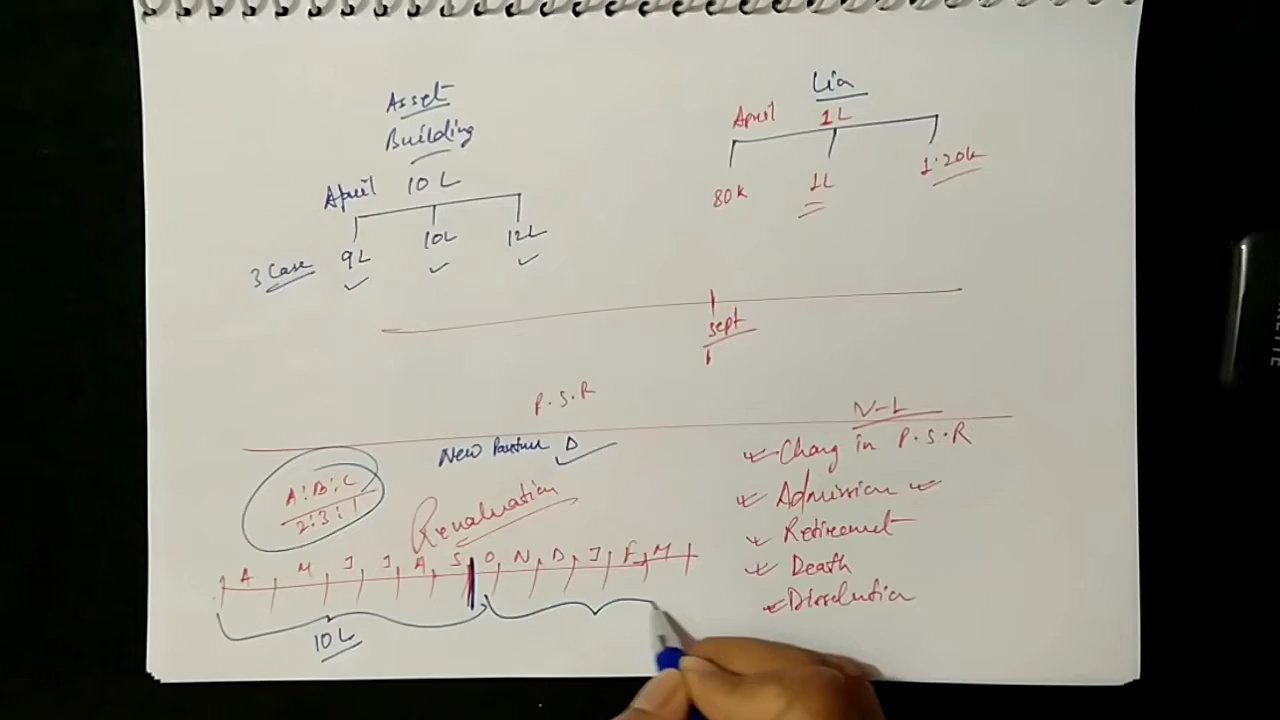 Asset
Building
April 10 L
3 Case 9L 10L 12L
Lia
April 1L
80k 1L 1.20k
Sept
P.S.R
New Partner D
A:B:C
2:3:1
Revaluation
A M J J A S O N D J F M
10L
N-L
Chang in P.S.R
Admission
Retirement
Death
Dissolution